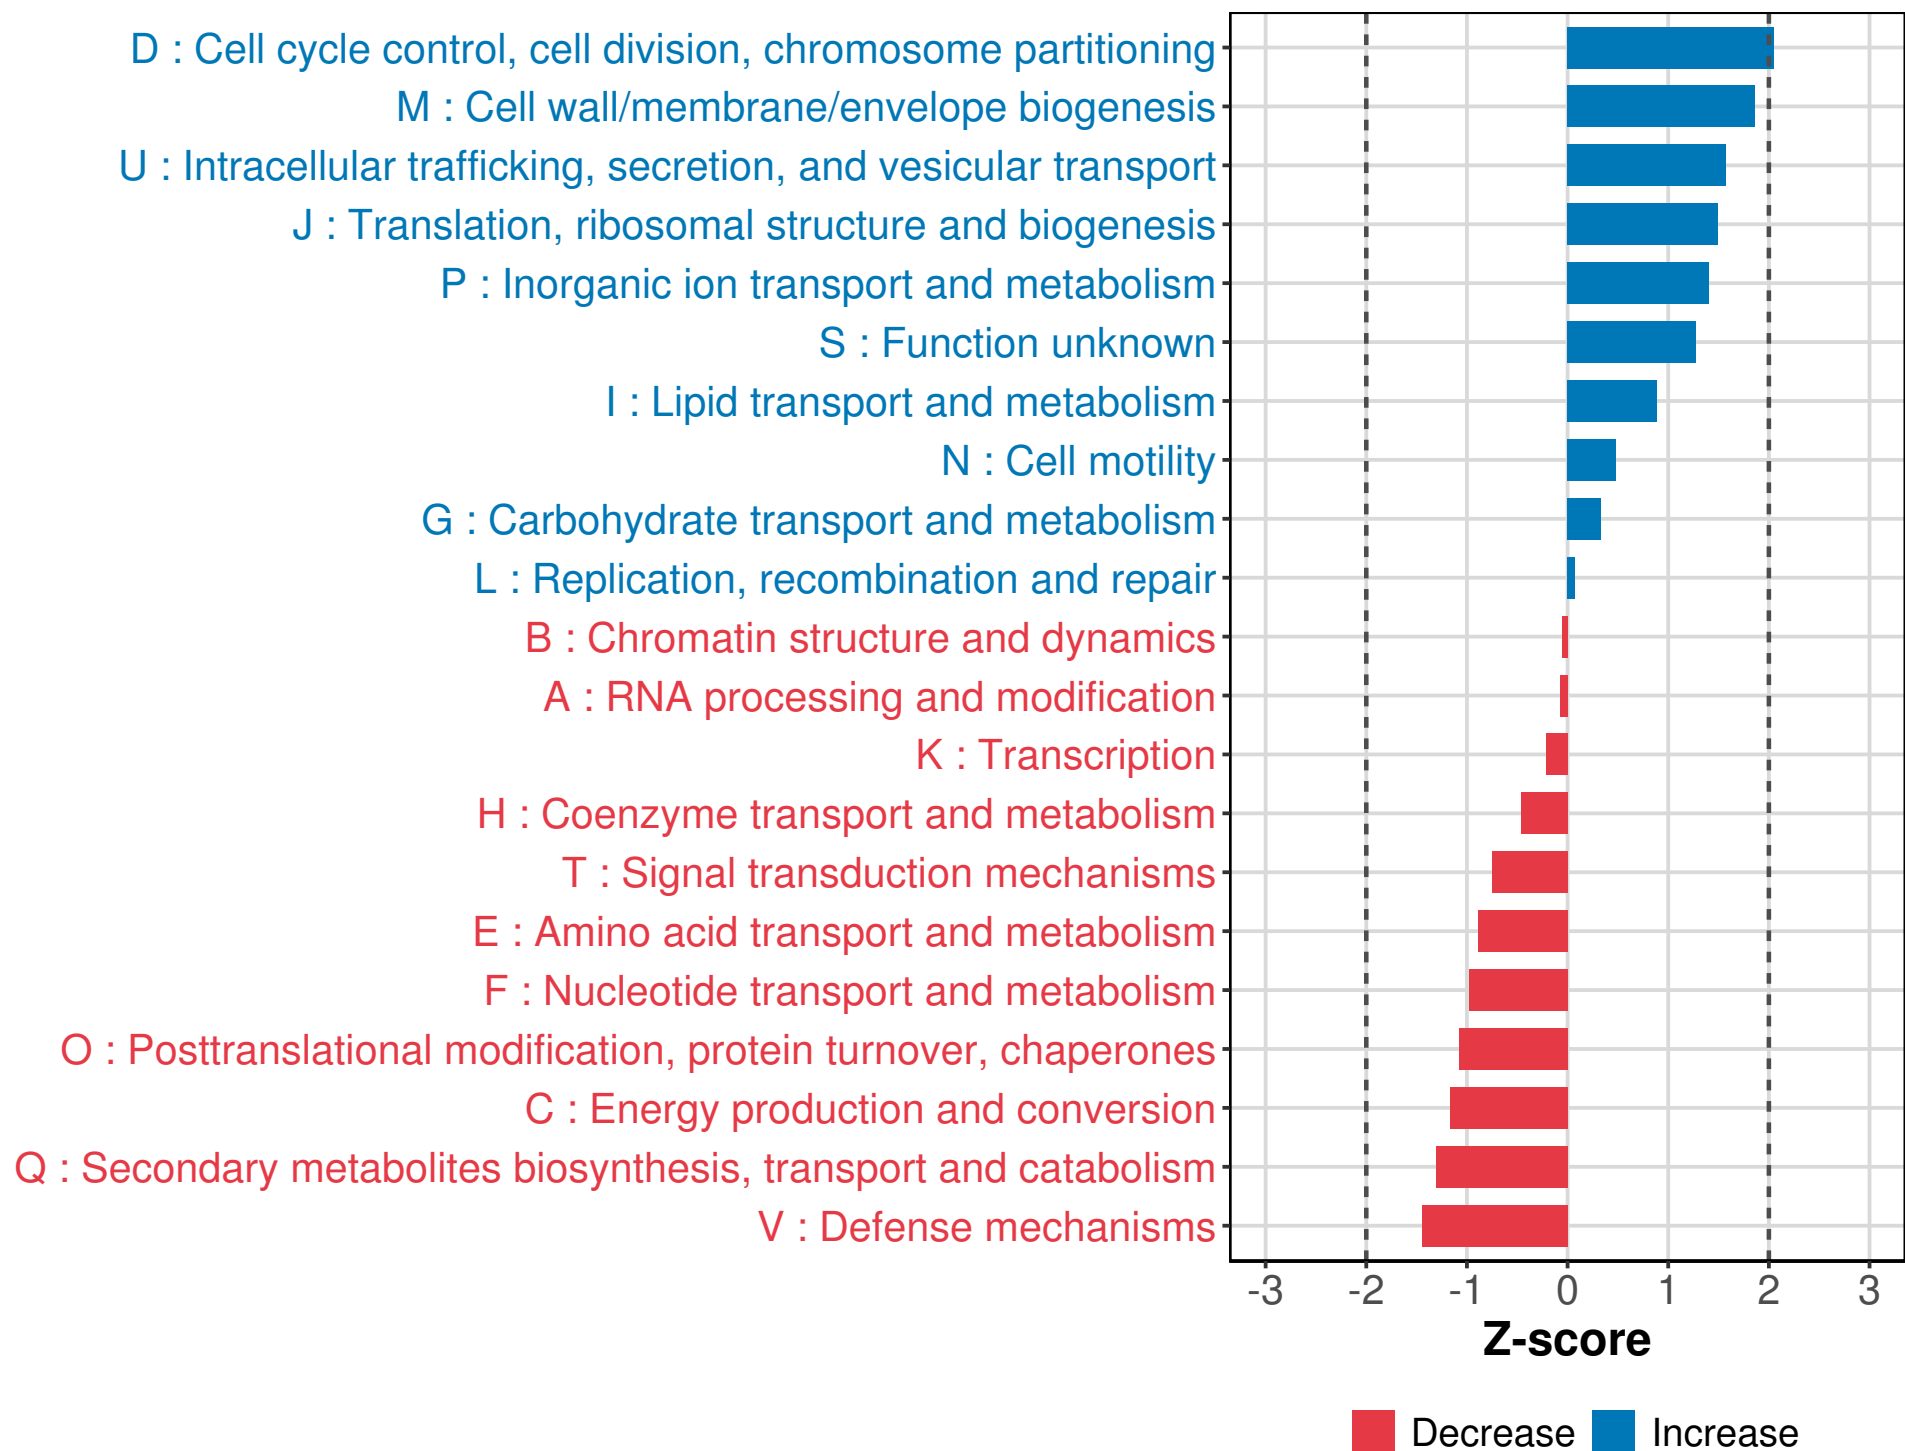 D : Cell cycle control, cell division, chromosome partitioning
M : Cell wall/membrane/envelope biogenesis
U : Intracellular trafficking, secretion, and vesicular transport
J : Translation, ribosomal structure and biogenesis
P : Inorganic ion transport and metabolism
S : Function unknown
I : Lipid transport and metabolism
N : Cell motility
G : Carbohydrate transport and metabolism
L : Replication, recombination and repair
B : Chromatin structure and dynamics
A : RNA processing and modification
K : Transcription
H : Coenzyme transport and metabolism
T : Signal transduction mechanisms
E : Amino acid transport and metabolism
F : Nucleotide transport and metabolism
O : Posttranslational modification, protein turnover, chaperones
C : Energy production and conversion
Q : Secondary metabolites biosynthesis, transport and catabolism
V : Defense mechanisms
-3 -2 -1 0 1 2 3
Z-score
Decrease Increase